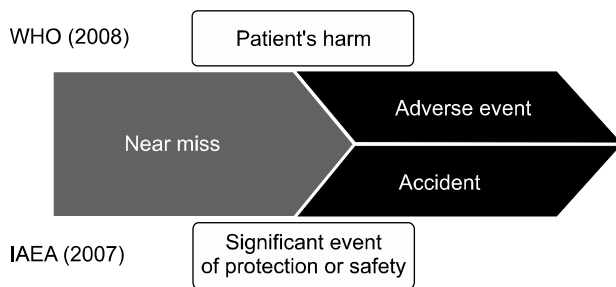 WHO (2008)
Patient's harm
Near miss
Adverse event
Accident
IAEA (2007)
Significant event
of protection or safety